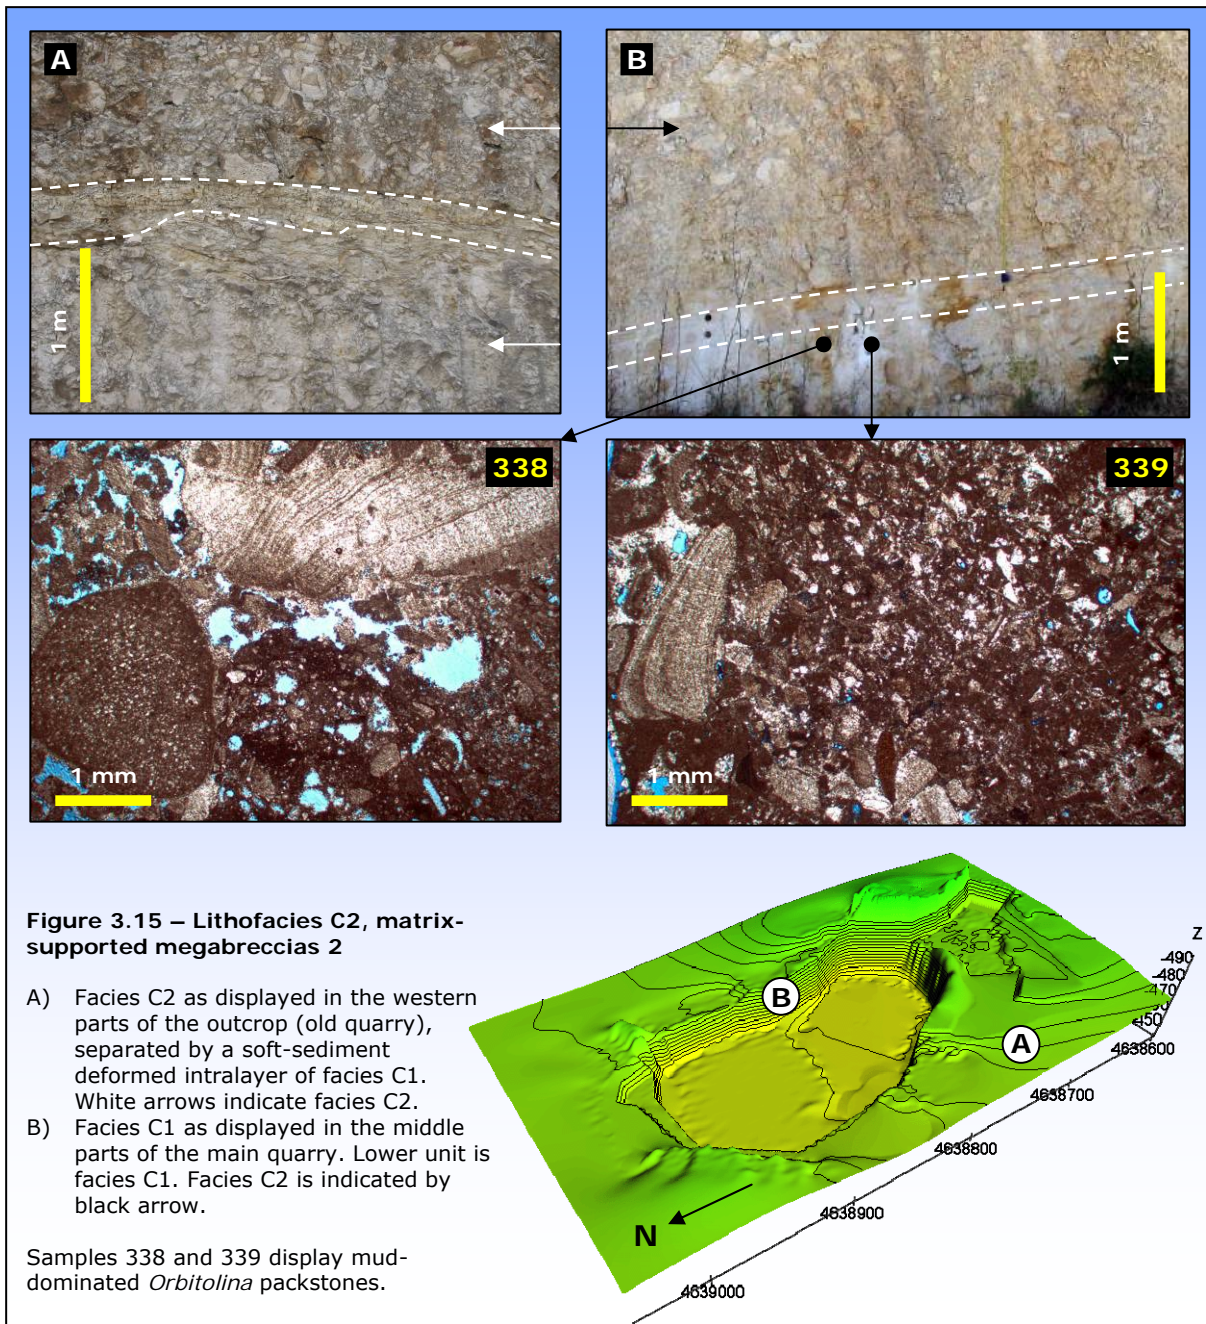 A
B
1 m
1 m
338
339
1 mm
1 mm
Figure 3.15 – Lithofacies C2, matrix-
supported megabreccias 2
A) Facies C2 as displayed in the western
parts of the outcrop (old quarry),
separated by a soft-sediment
deformed intralayer of facies C1.
White arrows indicate facies C2.
B) Facies C1 as displayed in the middle
parts of the main quarry. Lower unit is
facies C1. Facies C2 is indicated by
black arrow.
Samples 338 and 339 display mud-
dominated Orbitolina packstones.
Z
-490
-480
-470
450
4638600
4638700
4638800
4638900
4639000
B
A
N